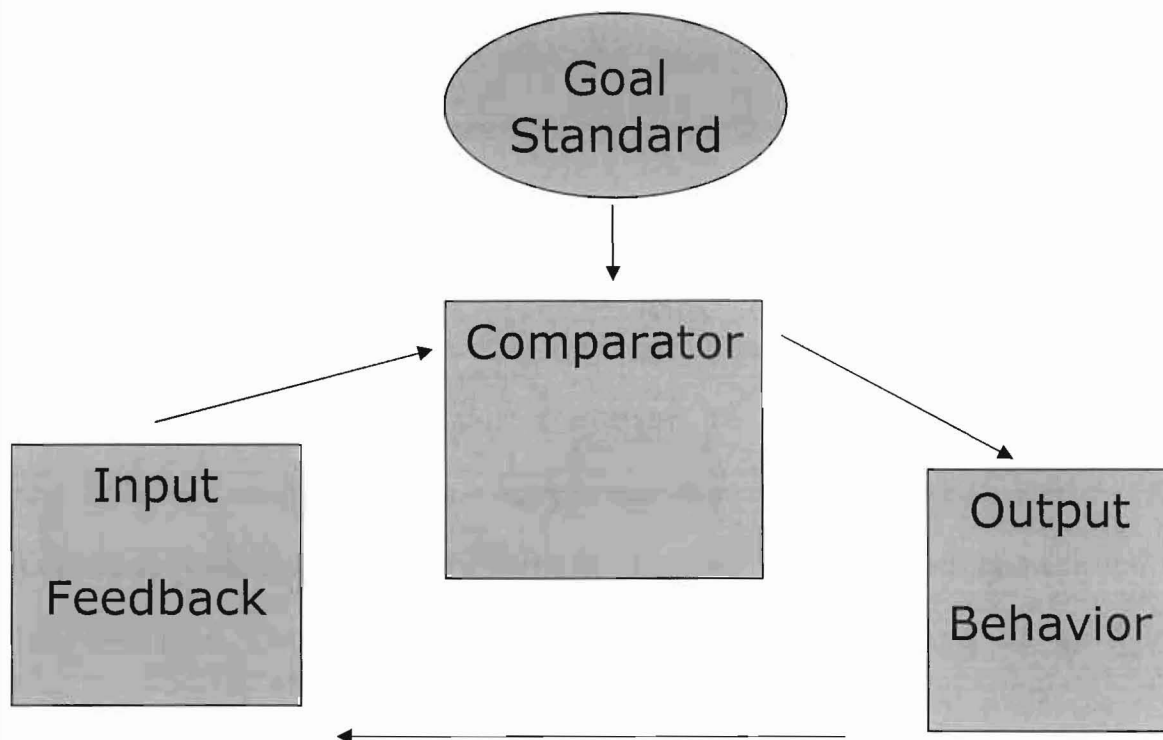 Goal
Standard
Comparator
Input
Feedback
Output
Behavior